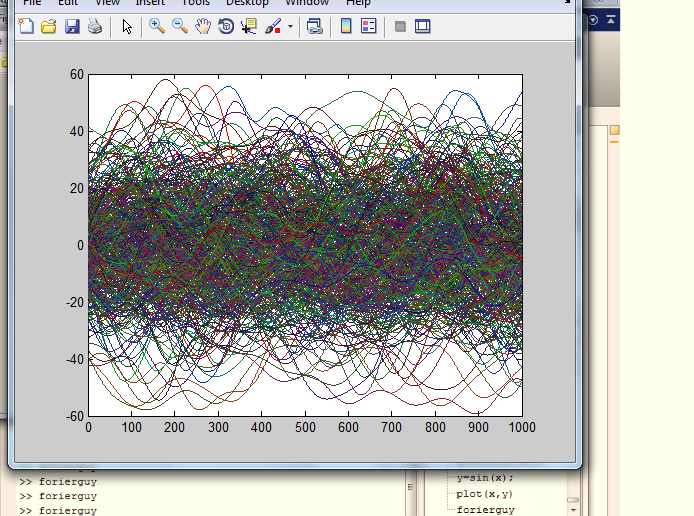 File Edit View Insert Tools Desktop Window Help
60
40
20
0
-20
-40
-60
0 100 200 300 400 500 600 700 800 900 1000
>> forierguy
>> forierguy
>> forierguy
y=sin(x);
plot(x,y)
forierguy